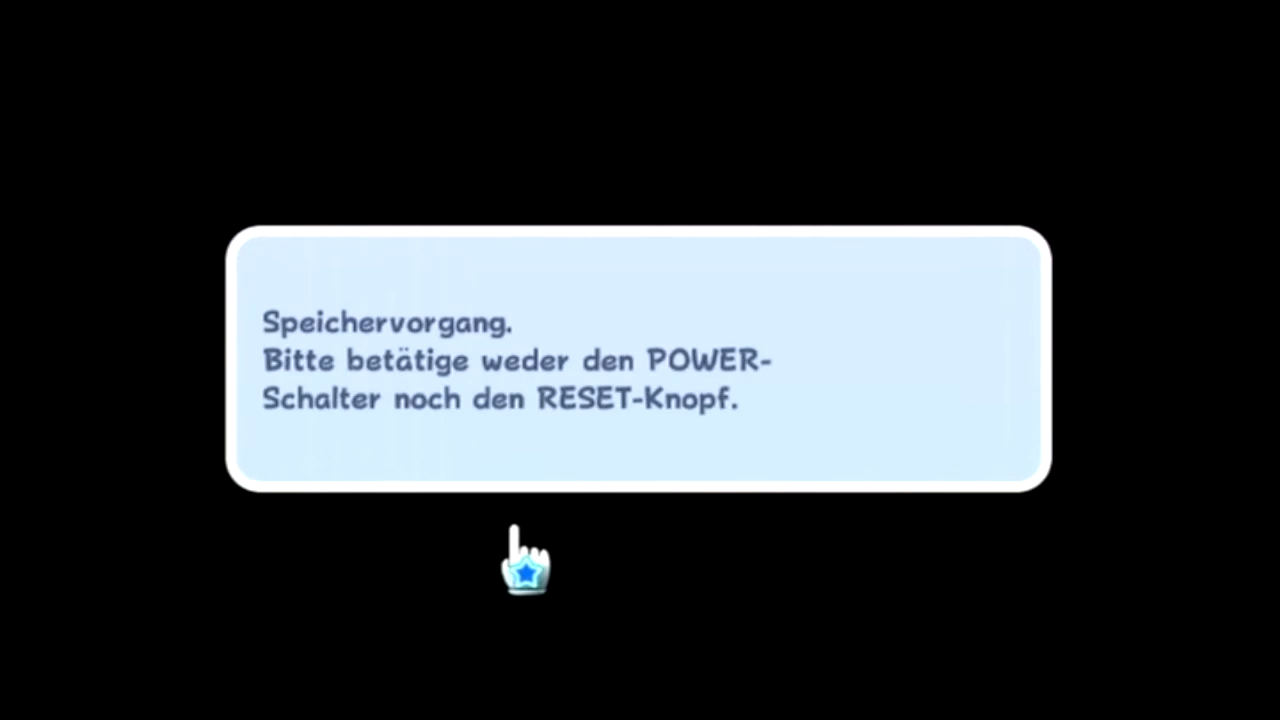 Speichervorgang.
Bitte betätige weder den POWER-
Schalter noch den RESET-Knopf.